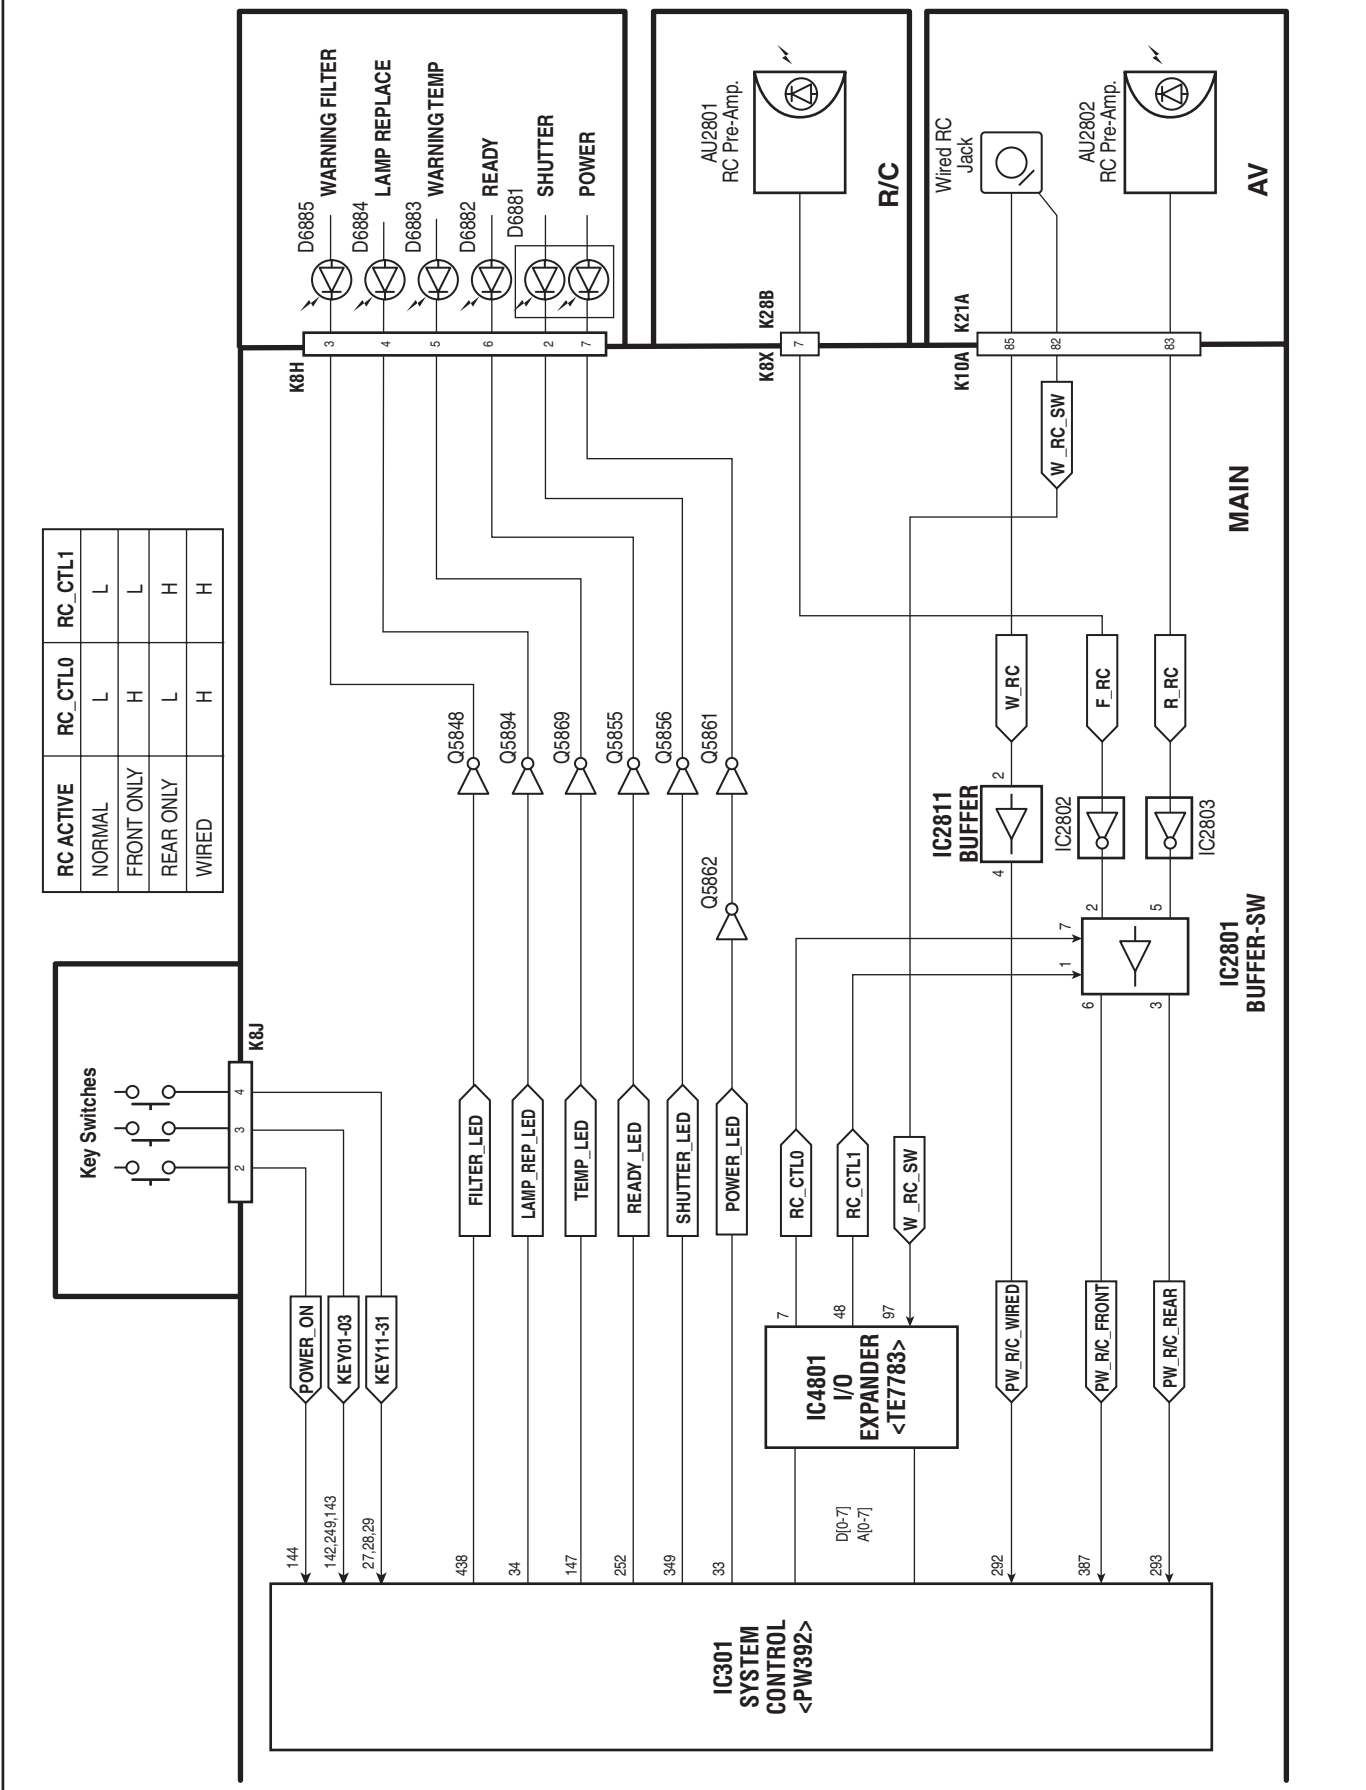 RC ACTIVE RC_CTL0 RC_CTL1
NORMAL L L
FRONT ONLY H L
REAR ONLY L H
WIRED H H
Key Switches
2 3 4
K8J
POWER_ON
KEY01-03
KEY11-31
144
142,249,143
27,28,29
IC301
SYSTEM
CONTROL
<PW392>
438
34
147
252
349
33
FILTER_LED
LAMP_REP_LED
TEMP_LED
READY_LED
SHUTTER_LED
POWER_LED
Q5848
Q5894
Q5869
Q5855
Q5856
Q5861
Q5862
K8H
3
4
5
6
2
7
D6885
D6884
D6883
D6882
D6881
WARNING FILTER
LAMP REPLACE
WARNING TEMP
READY
SHUTTER
POWER
D[0-7]
A[0-7]
IC4801
I/O
EXPANDER
<TE7783>
7
48
97
RC_CTL0
RC_CTL1
W_RC_SW
K8X
7
K28B
AU2801
RC Pre-Amp.
R/C
K10A
K21A
85
82
83
W_RC_SW
Wired RC
Jack
AU2802
RC Pre-Amp.
AV
MAIN
W_RC
F_RC
R_RC
IC2811
BUFFER
2
4
IC2802
IC2803
7
1
2
5
6
3
IC2801
BUFFER-SW
PW_R/C_WIRED
PW_R/C_FRONT
PW_R/C_REAR
292
387
293